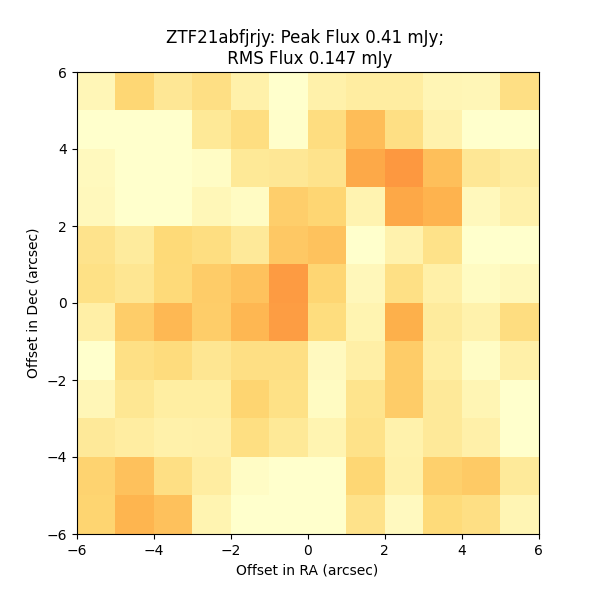 ZTF21abfjrjy: Peak Flux 0.41 mJy;
RMS Flux 0.147 mJy
6
4
2
0
−2
−4
−6
Offset in Dec (arcsec)
−6 −4 −2 0 2 4 6
Offset in RA (arcsec)